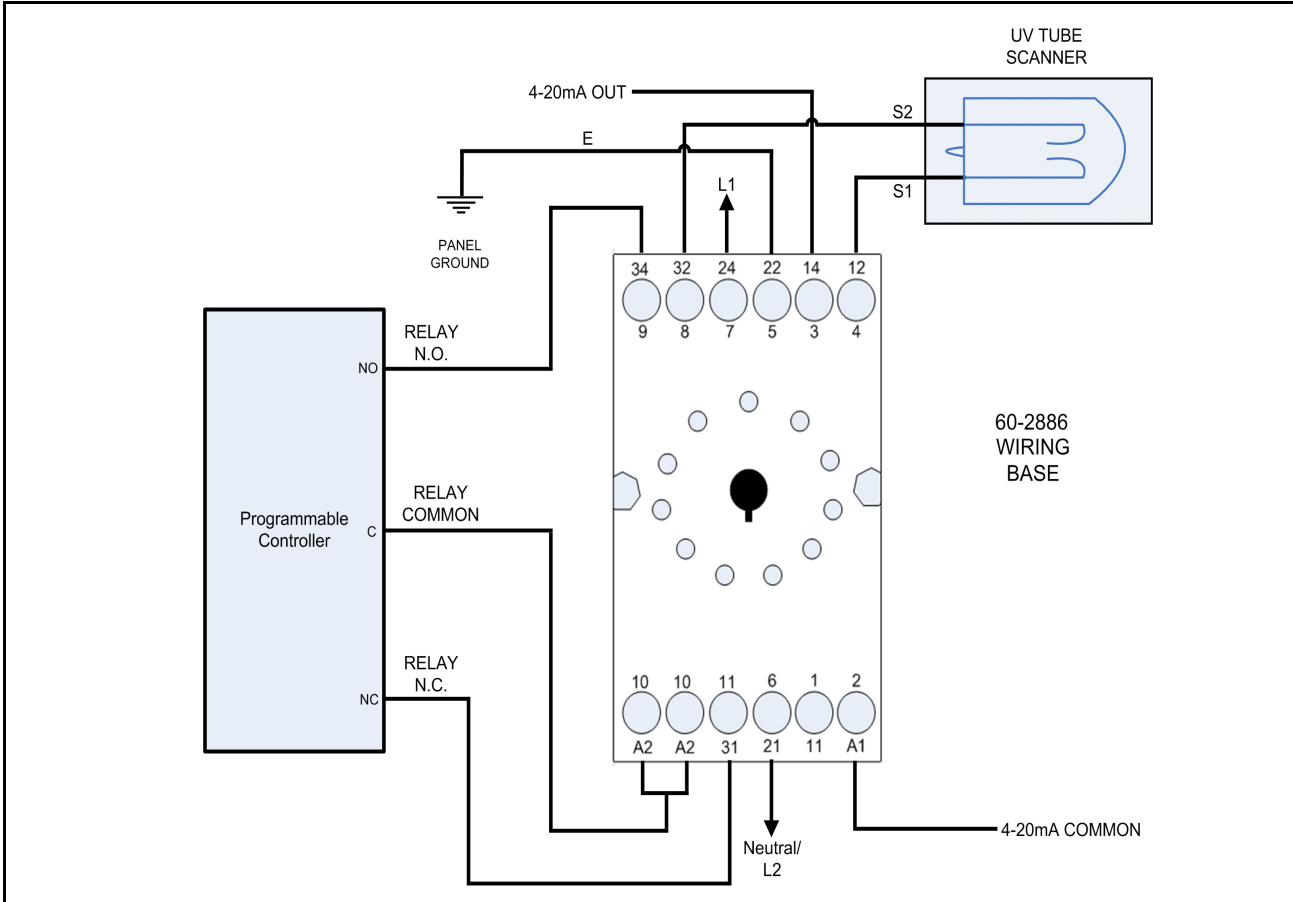 UV TUBE
SCANNER
4-20mA OUT
S2
E
L1
S1
PANEL
GROUND
34 32 24 22 14 12
9 8 7 5 3 4
RELAY
N.O.
NO
60-2886
WIRING
BASE
RELAY
COMMON
Programmable
Controller
C
RELAY
N.C.
NC
10 10 11 6 1 2
A2 A2 31 21 11 A1
4-20mA COMMON
Neutral/
L2